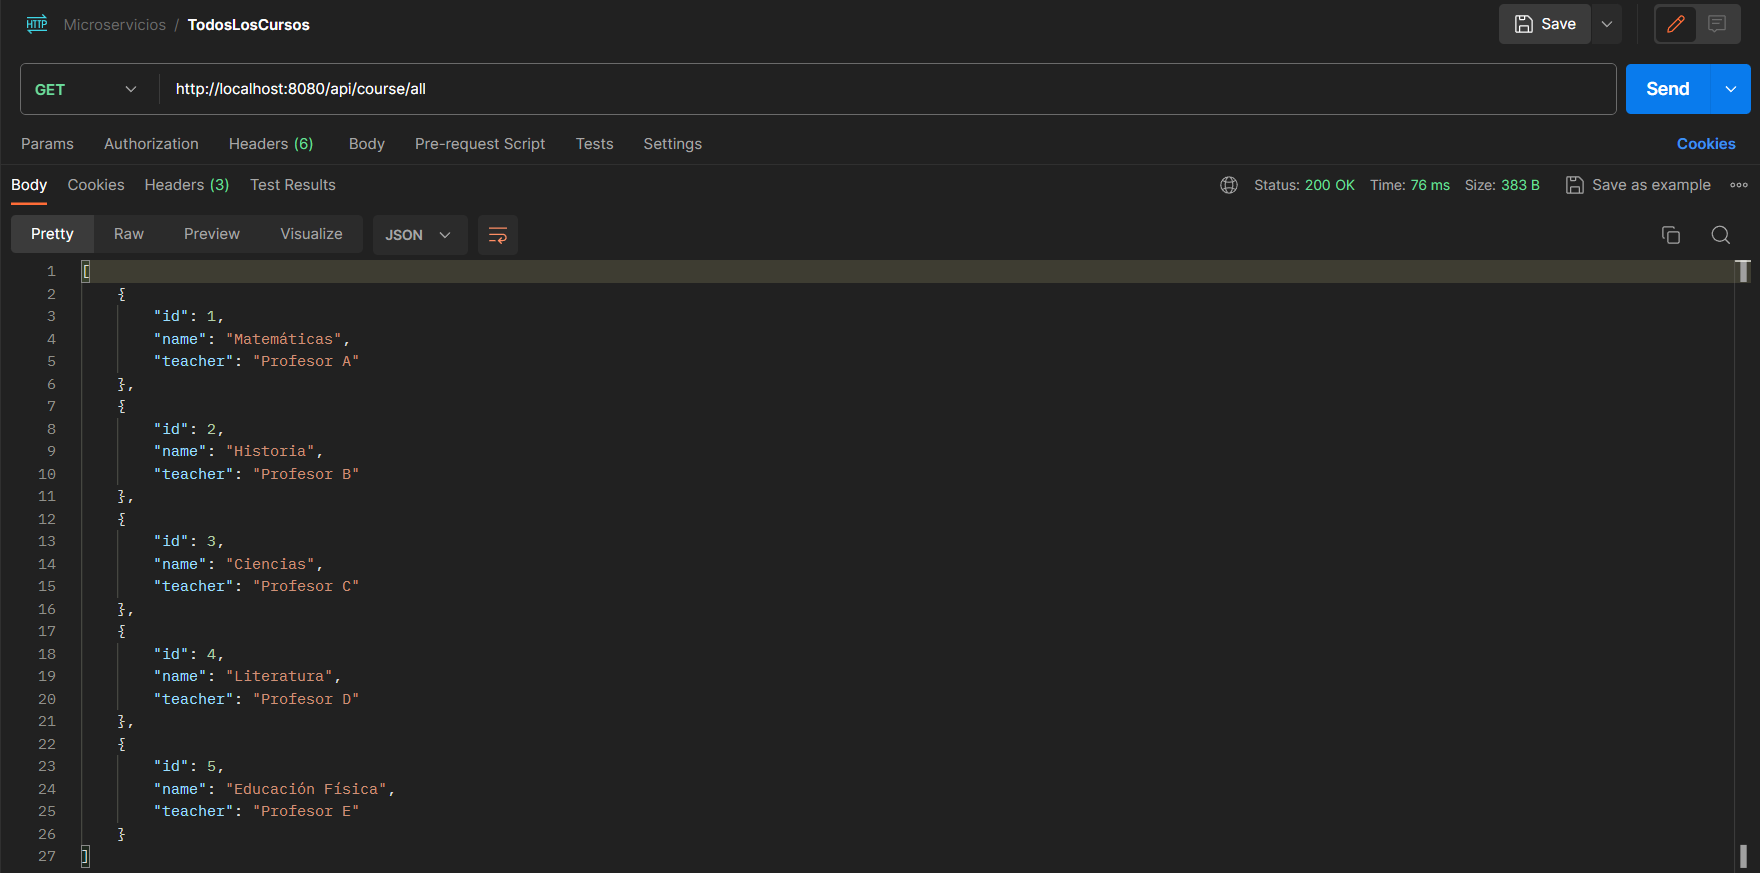 HTTP Microservicios / TodosLosCursos Save
GET http://localhost:8080/api/course/all Send
Params Authorization Headers (6) Body Pre-request Script Tests Settings Cookies
Body Cookies Headers (3) Test Results Status: 200 OK Time: 76 ms Size: 383 B Save as example
Pretty Raw Preview Visualize JSON
1 [
2 {
3 "id": 1,
4 "name": "Matemáticas",
5 "teacher": "Profesor A"
6 },
7 {
8 "id": 2,
9 "name": "Historia",
10 "teacher": "Profesor B"
11 },
12 {
13 "id": 3,
14 "name": "Ciencias",
15 "teacher": "Profesor C"
16 },
17 {
18 "id": 4,
19 "name": "Literatura",
20 "teacher": "Profesor D"
21 },
22 {
23 "id": 5,
24 "name": "Educación Física",
25 "teacher": "Profesor E"
26 }
27 ]